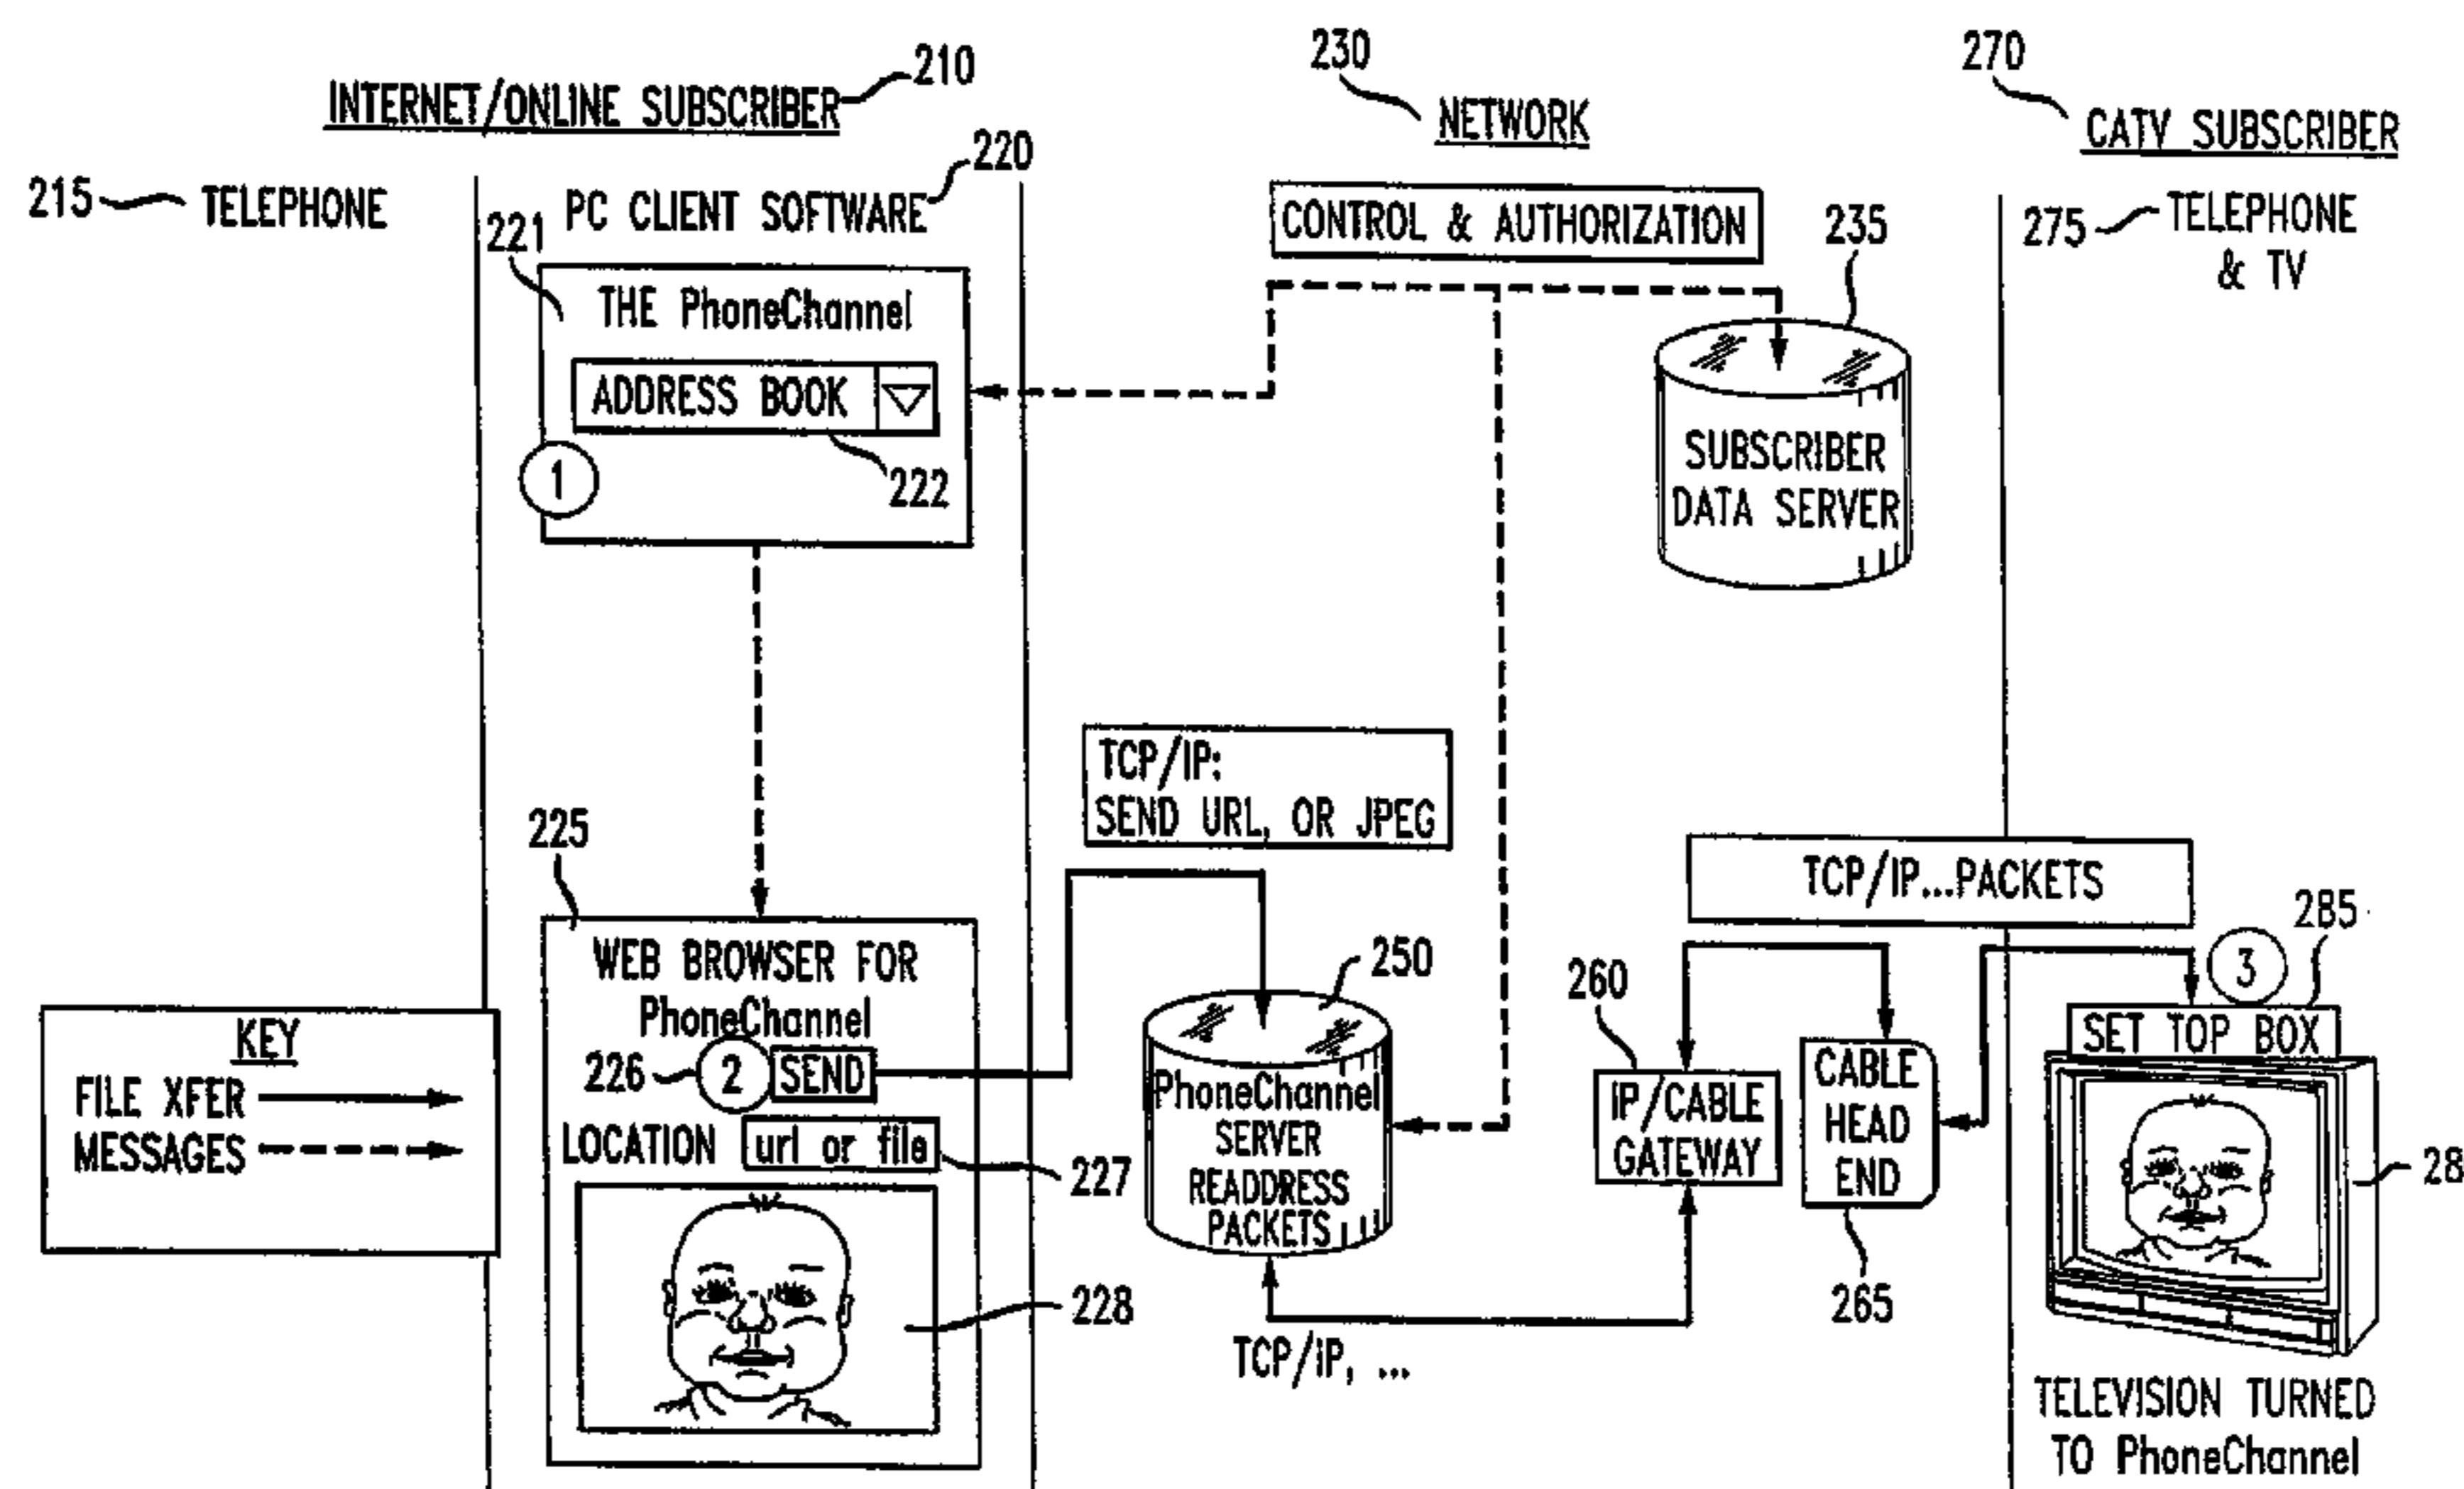 INTERNET/ONLINE SUBSCRIBER
210
230
NETWORK
270
CATV SUBSCRIBER
215
TELEPHONE
PC CLIENT SOFTWARE
220
CONTROL & AUTHORIZATION
235
275
TELEPHONE
& TV
221
THE PhoneChannel
ADDRESS BOOK
1
222
SUBSCRIBER
DATA SERVER
TCP/IP:
SEND URL, OR JPEG
225
TCP/IP...PACKETS
285
3
WEB BROWSER FOR
PhoneChannel
226
2
SEND
LOCATION
url or file
227
228
250
PhoneChannel
SERVER
READDRESS
PACKETS
TCP/IP, ...
260
IP/CABLE
GATEWAY
CABLE
HEAD
END
265
SET TOP BOX
28
TELEVISION TURNED
TO PhoneChannel
KEY
FILE XFER
MESSAGES